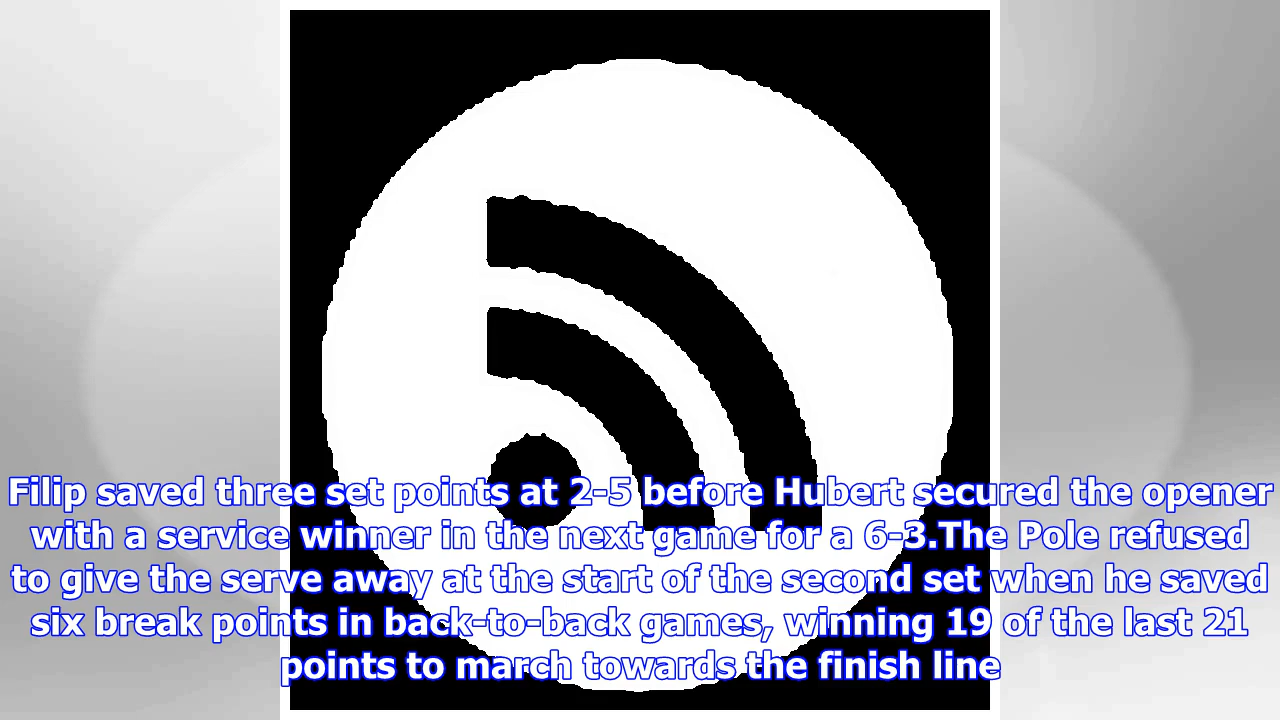 Filip saved three set points at 2-5 before Hubert secured the opener
with a service winner in the next game for a 6-3.The Pole refused
to give the serve away at the start of the second set when he saved
six break points in back-to-back games, winning 19 of the last 21
points to march towards the finish line